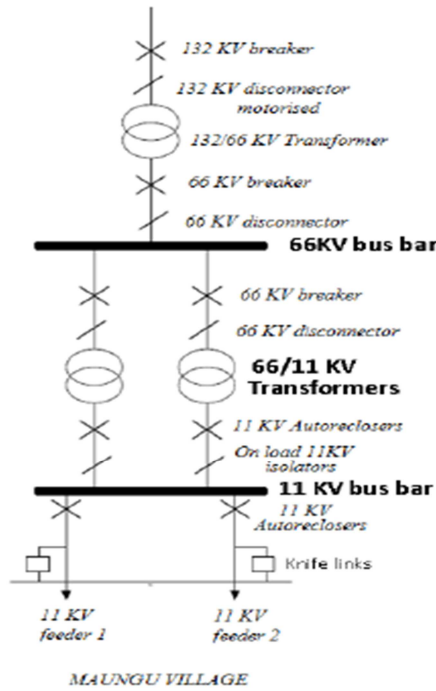 132 KV breaker
132 KV disconnector
motorised
132/66 KV Transformer
66 KV breaker
66 KV disconnector
66KV bus bar
66 KV breaker
66 KV disconnector
66/11 KV
Transformers
11 KV Autoreclosers
On load 11KV
isolators
11 KV bus bar
11 KV
Autoreclosers
Knife links
11 KV
feeder 1
11 KV
feeder 2
MAUNGU VILLAGE